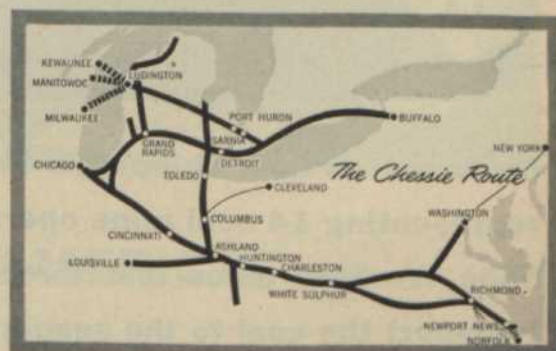 KEWAUNEE
MANITOWOC
LUDINGTON
MILWAUKEE
PORT HURON
SARNIA
BUFFALO
GRAND
RAPIDS
DETROIT
CHICAGO
TOLEDO
CLEVELAND
The Chessie Route
NEW YORK
WASHINGTON
COLUMBUS
CINCINNATI
LOUISVILLE
ASHLAND
HUNTINGTON
CHARLESTON
WHITE SULPHUR
RICHMOND
NEWPORT NEWS
NORFOLK